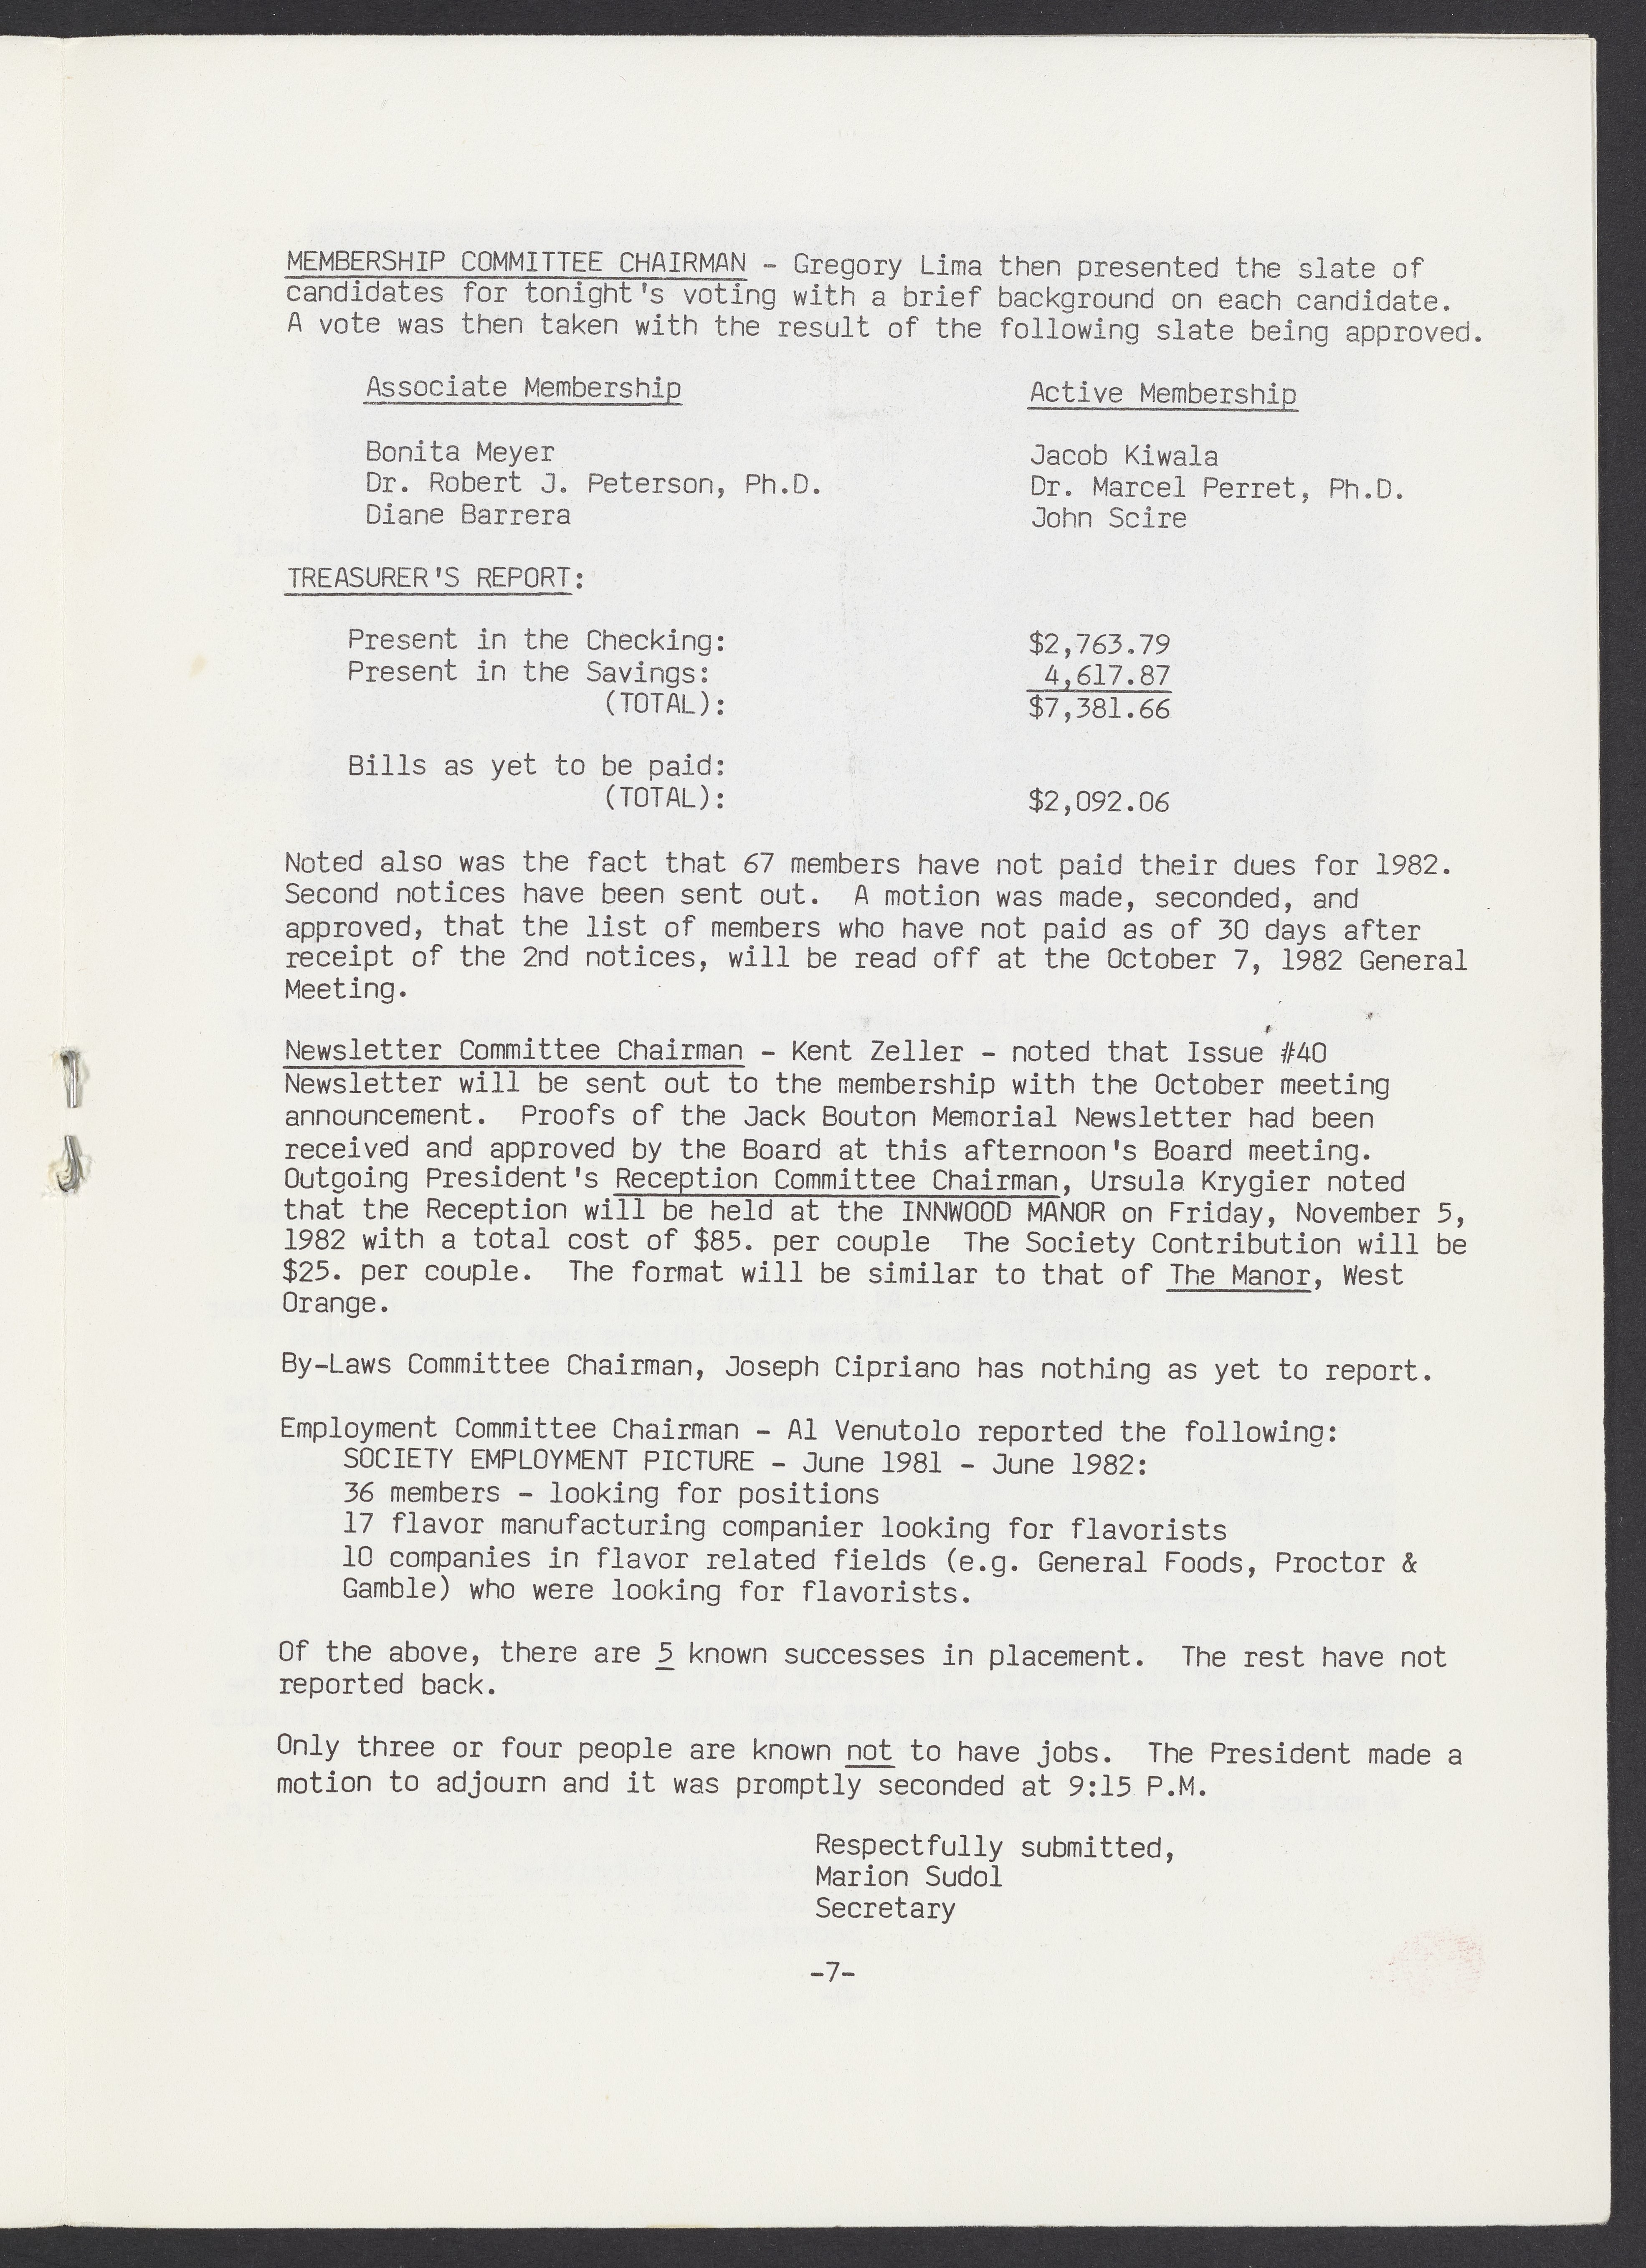 MEMBERSHIP COMMITTEE CHAIRMAN - Gregory Lima then presented the slate of
candidates for tonight's voting with a brief background on each candidate.
A vote was then taken with the result of the following slate being approved.
Associate Membership Active Membership
Bonita Meyer Jacob Kiwala
Dr. Robert J. Peterson, Ph.D. Dr. Marcel Perret, Ph.D.
Diane Barrera John Scire
TREASURER'S REPORT:
Present in the Checking: $2,763.79
Present in the Savings: 4,617.87
(TOTAL): $7,381.66
Bills as yet to be paid:
(TOTAL): $2,092.06
Noted also was the fact that 67 members have not paid their dues for 1982.
Second notices have been sent out. A motion was made, seconded, and
approved, that the list of members who have not paid as of 30 days after
receipt of the 2nd notices, will be read off at the October 7, 1982 General
Meeting.
Newsletter Committee Chairman - Kent Zeller - noted that Issue #40
Newsletter will be sent out to the membership with the October meeting
announcement. Proofs of the Jack Bouton Memorial Newsletter had been
received and approved by the Board at this afternoon's Board meeting.
Outgoing President's Reception Committee Chairman, Ursula Krygier noted
that the Reception will be held at the INNWOOD MANOR on Friday, November 5,
1982 with a total cost of $85. per couple The Society Contribution will be
$25. per couple. The format will be similar to that of The Manor, West
Orange.
By-Laws Committee Chairman, Joseph Cipriano has nothing as yet to report.
Employment Committee Chairman - Al Venutolo reported the following:
SOCIETY EMPLOYMENT PICTURE - June 1981 - June 1982:
36 members - looking for positions
17 flavor manufacturing companier looking for flavorists
10 companies in flavor related fields (e.g. General Foods, Proctor &
Gamble) who were looking for flavorists.
Of the above, there are 5 known successes in placement. The rest have not
reported back.
Only three or four people are known not to have jobs. The President made a
motion to adjourn and it was promptly seconded at 9:15 P.M.
Respectfully submitted,
Marion Sudol
Secretary
-7-